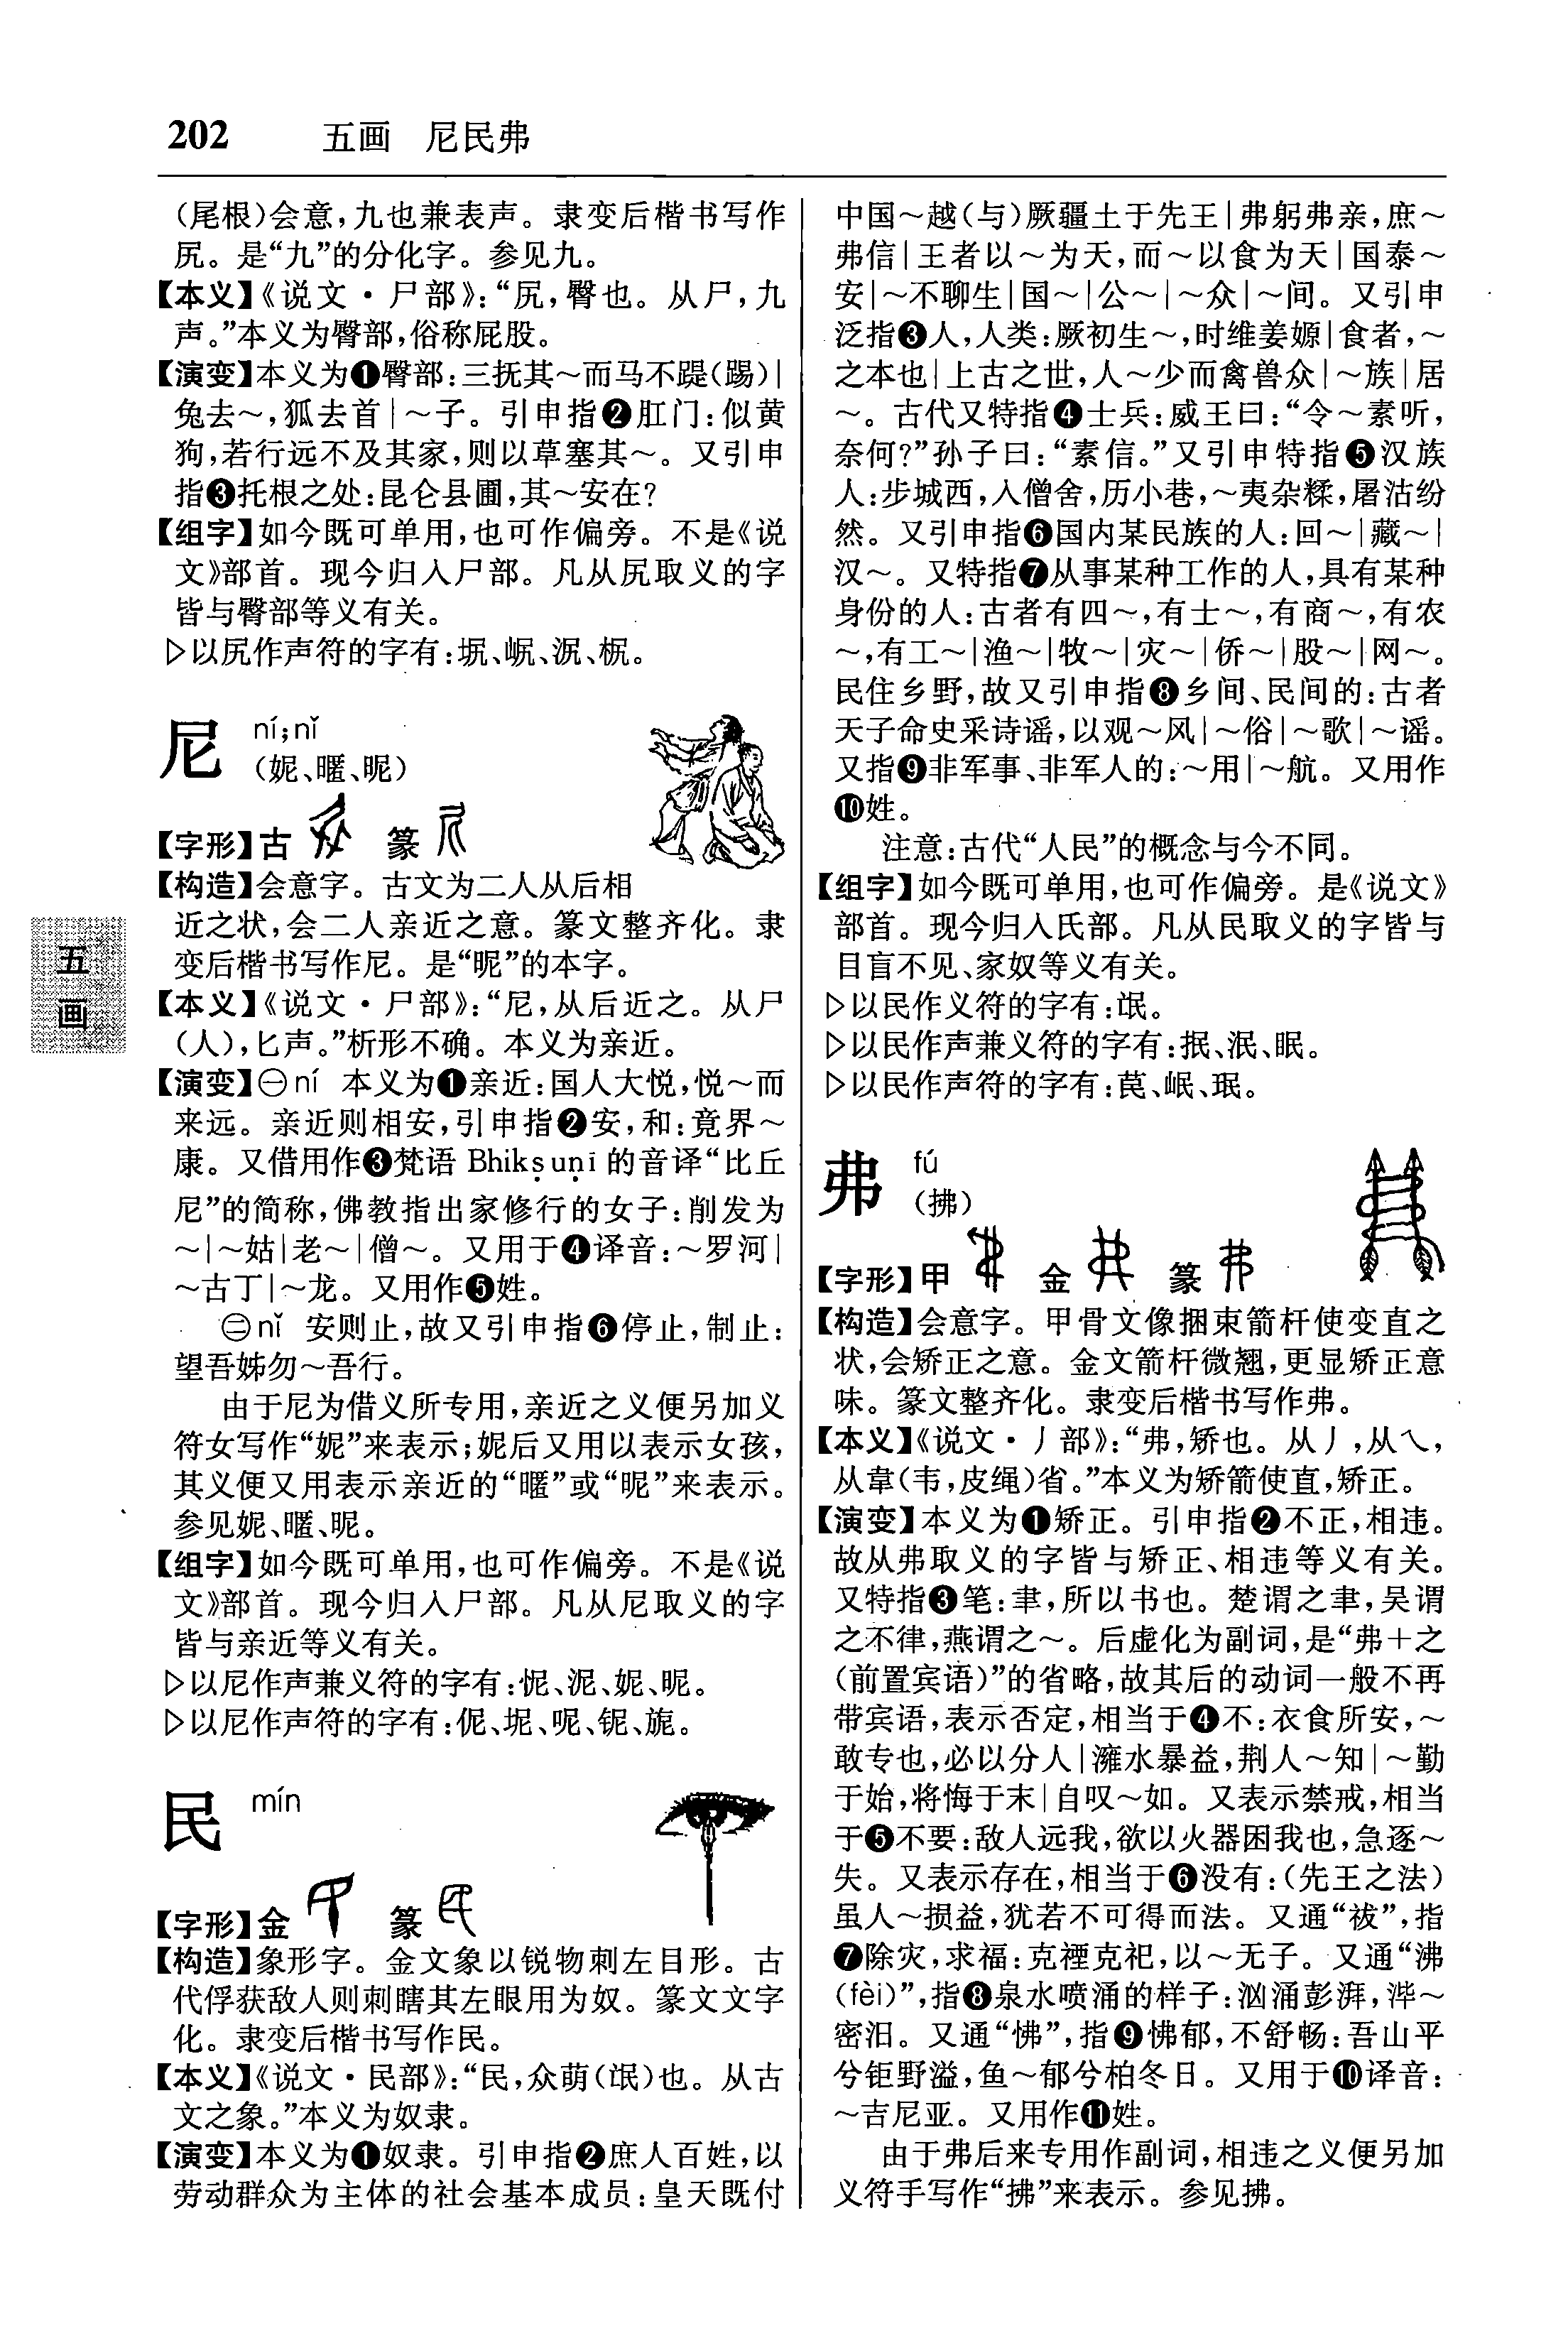 202 五画 尼民弗
（尾根）会意，九也兼表声。隶变后楷书写作
尻。是“九”的分化字。参见九。
【本义】《说文·尸部》：“尻，臀也。从尸，九
声。”本义为臀部，俗称屁股。
【演变】本义为❶臀部：三抚其～而马不踶（踢）|
兔去～，狐去首|～子。引申指❷肛门：似黄
狗，若行远不及其家，则以草塞其～。又引申
指❸托根之处：昆仑县圃，其～安在？
【组字】如今既可单用，也可作偏旁。不是《说
文》部首。现今归入尸部。凡从尻取义的字
皆与臀部等义有关。
▷以尻作声符的字有：
尼 ní；nǐ
（妮、暱、昵）
【字形】古 篆
【构造】会意字。古文为二人从后相
近之状，会二人亲近之意。篆文整齐化。隶
变后楷书写作尼。是“昵”的本字。
【本义】《说文·尸部》：“尼，从后近之。从尸
（人），匕声。”析形不确。本义为亲近。
【演变】㊀ní 本义为❶亲近：国人大悦，悦～而
来远。亲近则相安，引申指❷安，和：竟界～
康。又借用作❸梵语 Bhikṣuṇī 的音译“比丘
尼”的简称，佛教指出家修行的女子：削发为
～|～姑|老～|僧～。又用于❹译音：～罗河|
～古丁|～龙。又用作❺姓。
㊁nǐ 安则止，故又引申指❻停止，制止：
望吾姊勿～吾行。
由于尼为借义所专用，亲近之义便另加义
符女写作“妮”来表示；妮后又用以表示女孩，
其义便又用表示亲近的“暱”或“昵”来表示。
参见妮、暱、昵。
【组字】如今既可单用，也可作偏旁。不是《说
文》部首。现今归入尸部。凡从尼取义的字
皆与亲近等义有关。
▷以尼作声兼义符的字有：怩、泥、妮、昵。
▷以尼作声符的字有：伲、坭、呢、铌、旎。
民 mín
【字形】金 篆
【构造】象形字。金文象以锐物刺左目形。古
代俘获敌人则刺瞎其左眼用为奴。篆文文字
化。隶变后楷书写作民。
【本义】《说文·民部》：“民，众萌（氓）也。从古
文之象。”本义为奴隶。
【演变】本义为❶奴隶。引申指❷庶人百姓，以
劳动群众为主体的社会基本成员：皇天既付
中国～越（与）厥疆土于先王|弗躬弗亲，庶～
弗信|王者以～为天，而～以食为天|国泰～
安|～不聊生|国～|公～|～众|～间。又引申
泛指❸人，人类：厥初生～，时维姜嫄|食者，～
之本也|上古之世，人～少而禽兽众|～族|居
～。古代又特指❹士兵：威王曰：“令～素听，
奈何？”孙子曰：“素信。”又引申特指❺汉族
人：步城西，入僧舍，历小巷，～夷杂糅，屠沽纷
然。又引申指❻国内某民族的人：回～|藏～|
汉～。又特指❼从事某种工作的人，具有某种
身份的人：古者有四～，有士～，有商～，有农
～，有工～|渔～|牧～|灾～|侨～|股～|网～。
民住乡野，故又引申指❽乡间、民间的：古者
天子命史采诗谣，以观～风|～俗|～歌|～谣。
又指❾非军事、非军人的：～用|～航。又用作
❿姓。
注意：古代“人民”的概念与今不同。
【组字】如今既可单用，也可作偏旁。是《说文》
部首。现今归入氏部。凡从民取义的字皆与
目盲不见、家奴等义有关。
▷以民作义符的字有：氓。
▷以民作声兼义符的字有：抿、泯、眠。
▷以民作声符的字有：苠、岷、珉。
弗 fú
（拂）
【字形】甲 金 篆
【构造】会意字。甲骨文像捆束箭杆使变直之
状，会矫正之意。金文箭杆微翘，更显矫正意
味。篆文整齐化。隶变后楷书写作弗。
【本义】《说文·丿部》：“弗，矫也。从丿，从乀，
从韋（韦，皮绳）省。”本义为矫箭使直，矫正。
【演变】本义为❶矫正。引申指❷不正，相违。
故从弗取义的字皆与矫正、相违等义有关。
又特指❸笔：聿，所以书也。楚谓之聿，吴谓
之不律，燕谓之～。后虚化为副词，是“弗＋之
（前置宾语）”的省略，故其后的动词一般不再
带宾语，表示否定，相当于❹不：衣食所安，～
敢专也，必以分人|澭水暴益，荆人～知|～勤
于始，将悔于末|自叹～如。又表示禁戒，相当
于❺不要：敌人远我，欲以火器困我也，急逐～
失。又表示存在，相当于❻没有：（先王之法）
虽人～损益，犹若不可得而法。又通“祓”，指
❼除灾，求福：克禋克祀，以～无子。又通“沸
（fèi）”，指❽泉水喷涌的样子：汹涌彭湃，滭～
密汩。又通“怫”，指❾怫郁，不舒畅：吾山平
兮钜野溢，鱼～郁兮柏冬日。又用于❿译音：
～吉尼亚。又用作⓫姓。
由于弗后来专用作副词，相违之义便另加
义符手写作“拂”来表示。参见拂。
五
画